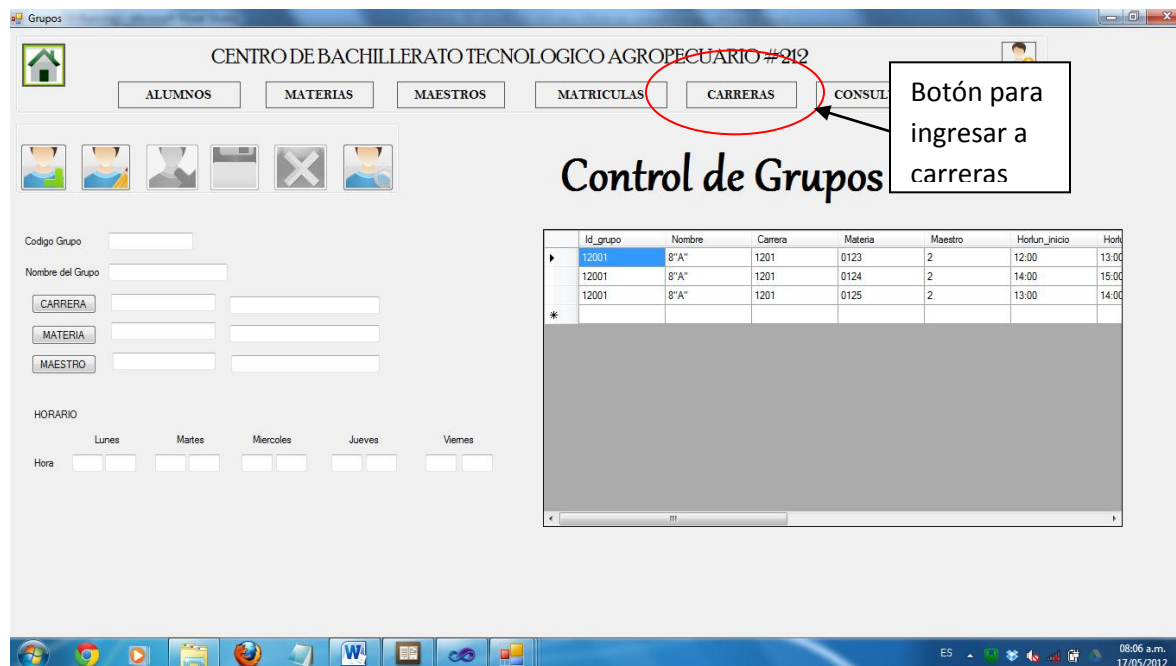 Grupos
CENTRO DE BACHILLERATO TECNOLOGICO AGROPECUARIO #212
ALUMNOS MATERIAS MAESTROS MATRICULAS CARRERAS
Botón para
ingresar a
carreras
Control de Grupos
Codigo Grupo
Nombre del Grupo
CARRERA
MATERIA
MAESTRO
HORARIO
Lunes Martes Miercoles Jueves Viernes
Hora
Id_grupo Nombre Carrera Materia Maestro Horlun_inicio
12001 8"A" 1201 0123 2 12:00 13:00
12001 8"A" 1201 0124 2 14:00 15:00
12001 8"A" 1201 0125 2 13:00 14:00
ES
08:06 a.m.
17/05/2012